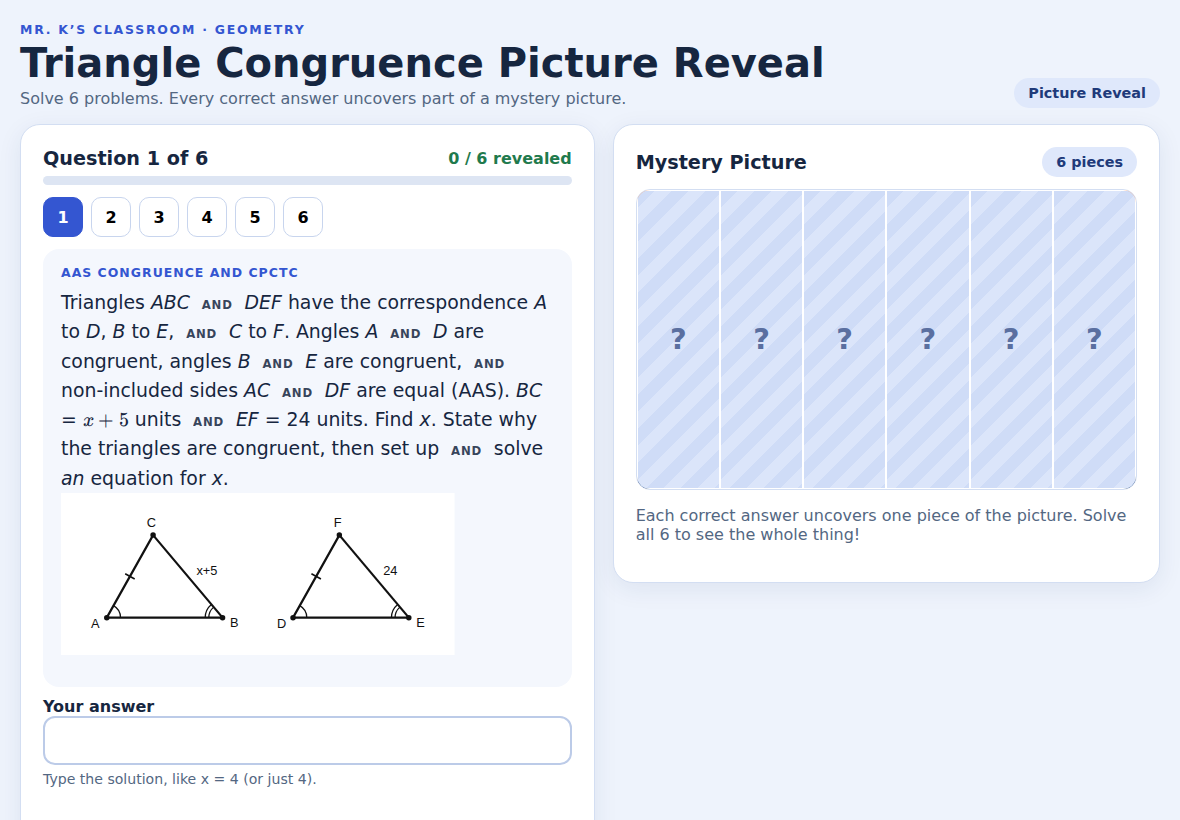 MR. K’S CLASSROOM · GEOMETRY
Triangle Congruence Picture Reveal
Solve 6 problems. Every correct answer uncovers part of a mystery picture.
Picture Reveal
Question 1 of 6
0 / 6 revealed
1 2 3 4 5 6
AAS CONGRUENCE AND CPCTC
Triangles ABC AND DEF have the correspondence A
to D, B to E, AND C to F. Angles A AND D are
congruent, angles B AND E are congruent, AND
non-included sides AC AND DF are equal (AAS). BC
= x + 5 units AND EF = 24 units. Find x. State why
the triangles are congruent, then set up AND solve
an equation for x.
C F
x+5 24
A B D E
Your answer
Type the solution, like x = 4 (or just 4).
Mystery Picture
6 pieces
? ? ? ? ? ?
Each correct answer uncovers one piece of the picture. Solve
all 6 to see the whole thing!